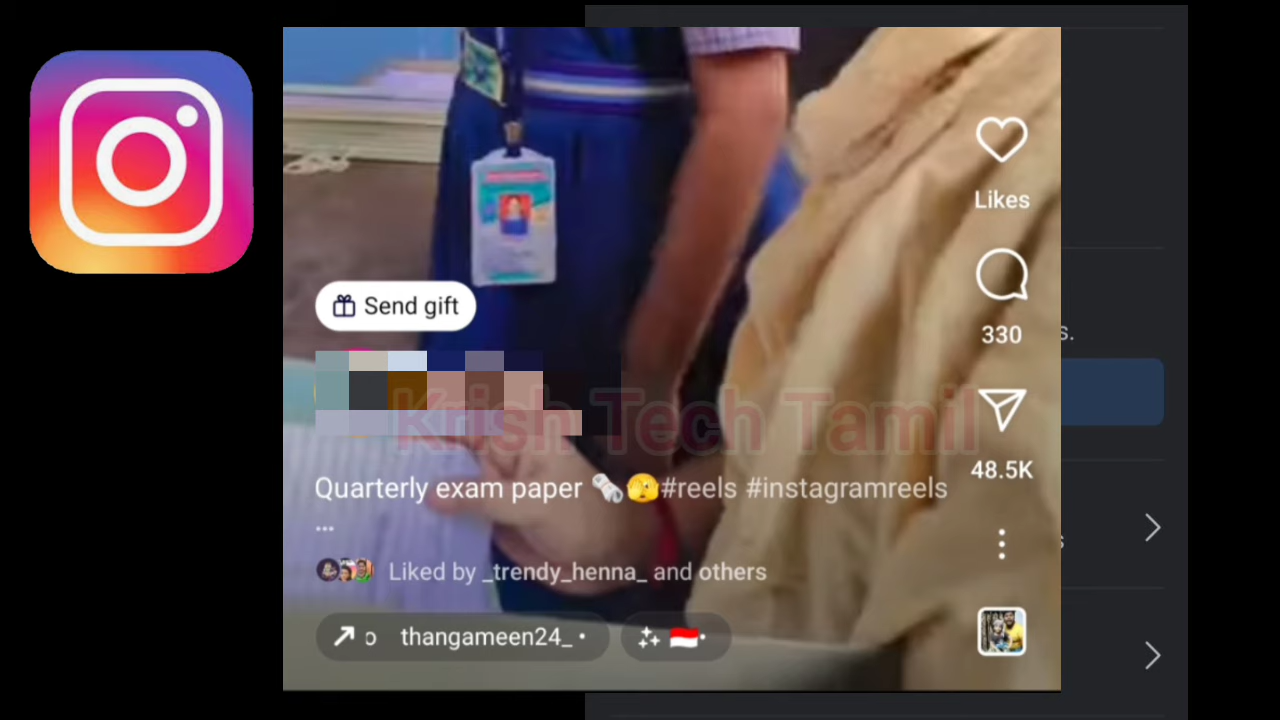 Likes
Send gift
330
s.
Krish Tech Tamil
48.5K
Quarterly exam paper 🗞️🫣#reels #instagramreels
...
Liked by _trendy_henna_ and others
thangameen24_ •